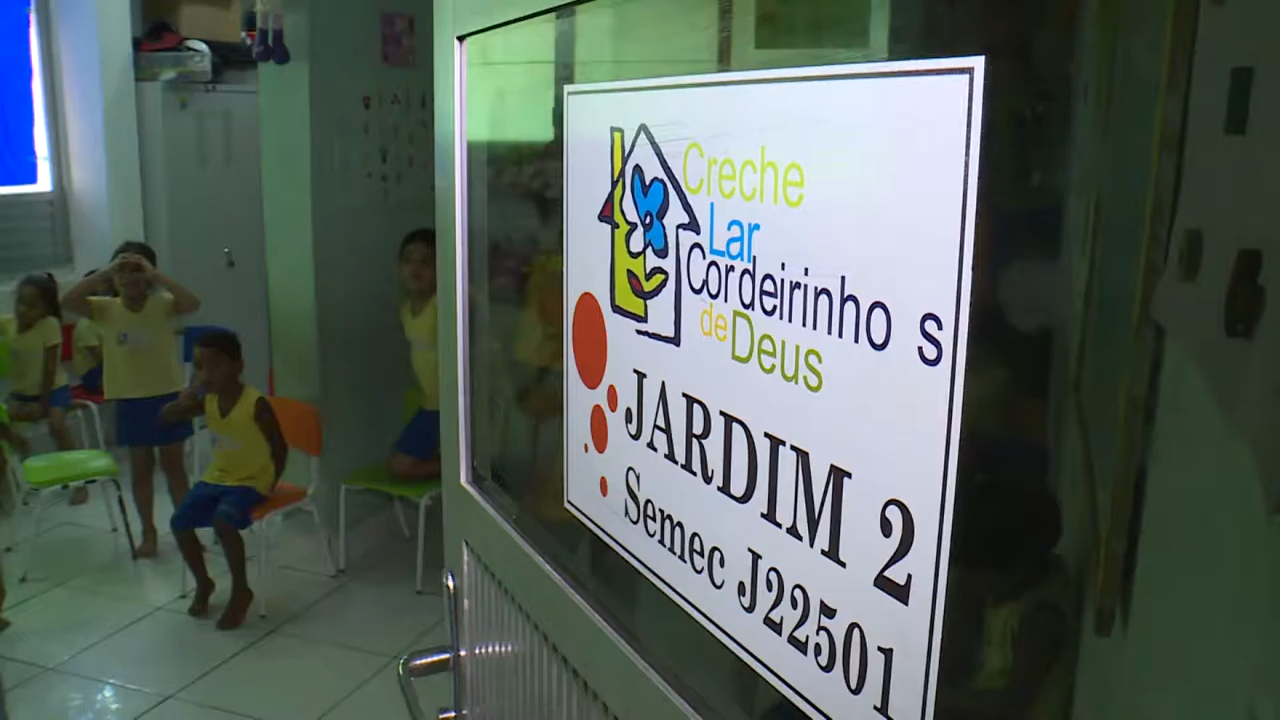 Creche
Lar
Cordeirinho s
de Deus
JARDIM 2
Semec J22501